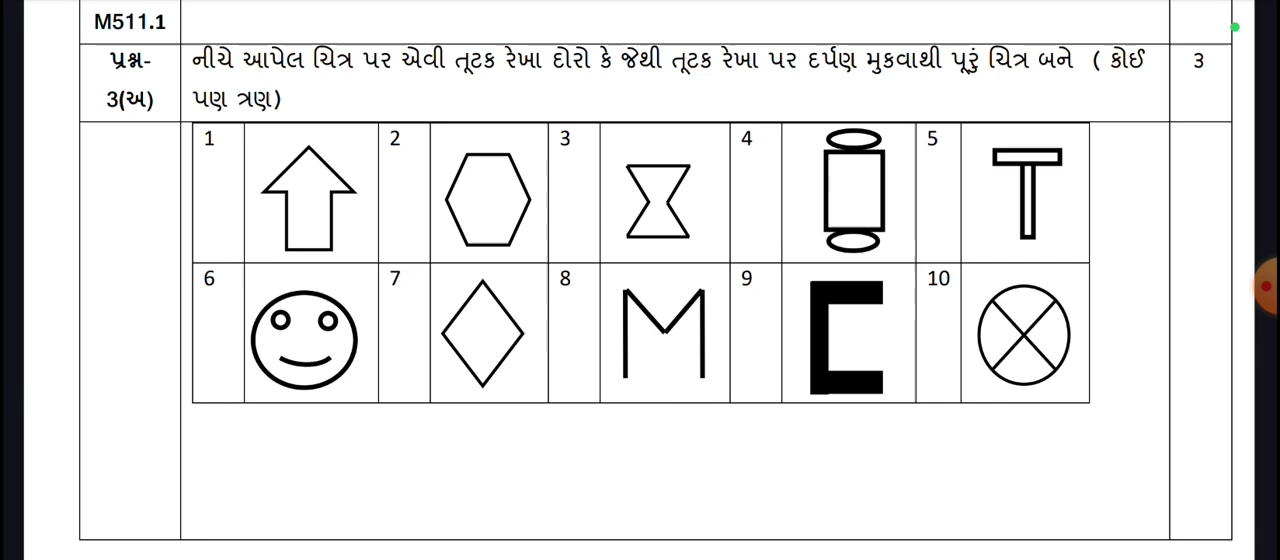 M511.1
પ્રશ્ન- નીચે આપેલ ચિત્ર પર એવી તૂટક રેખા દોરો કે જેથી તૂટક રેખા પર દર્પણ મુકવાથી પૂરું ચિત્ર બને ( કોઈ 3
3(અ) પણ ત્રણ)
1 2 3 4 5
6 7 8 9 10